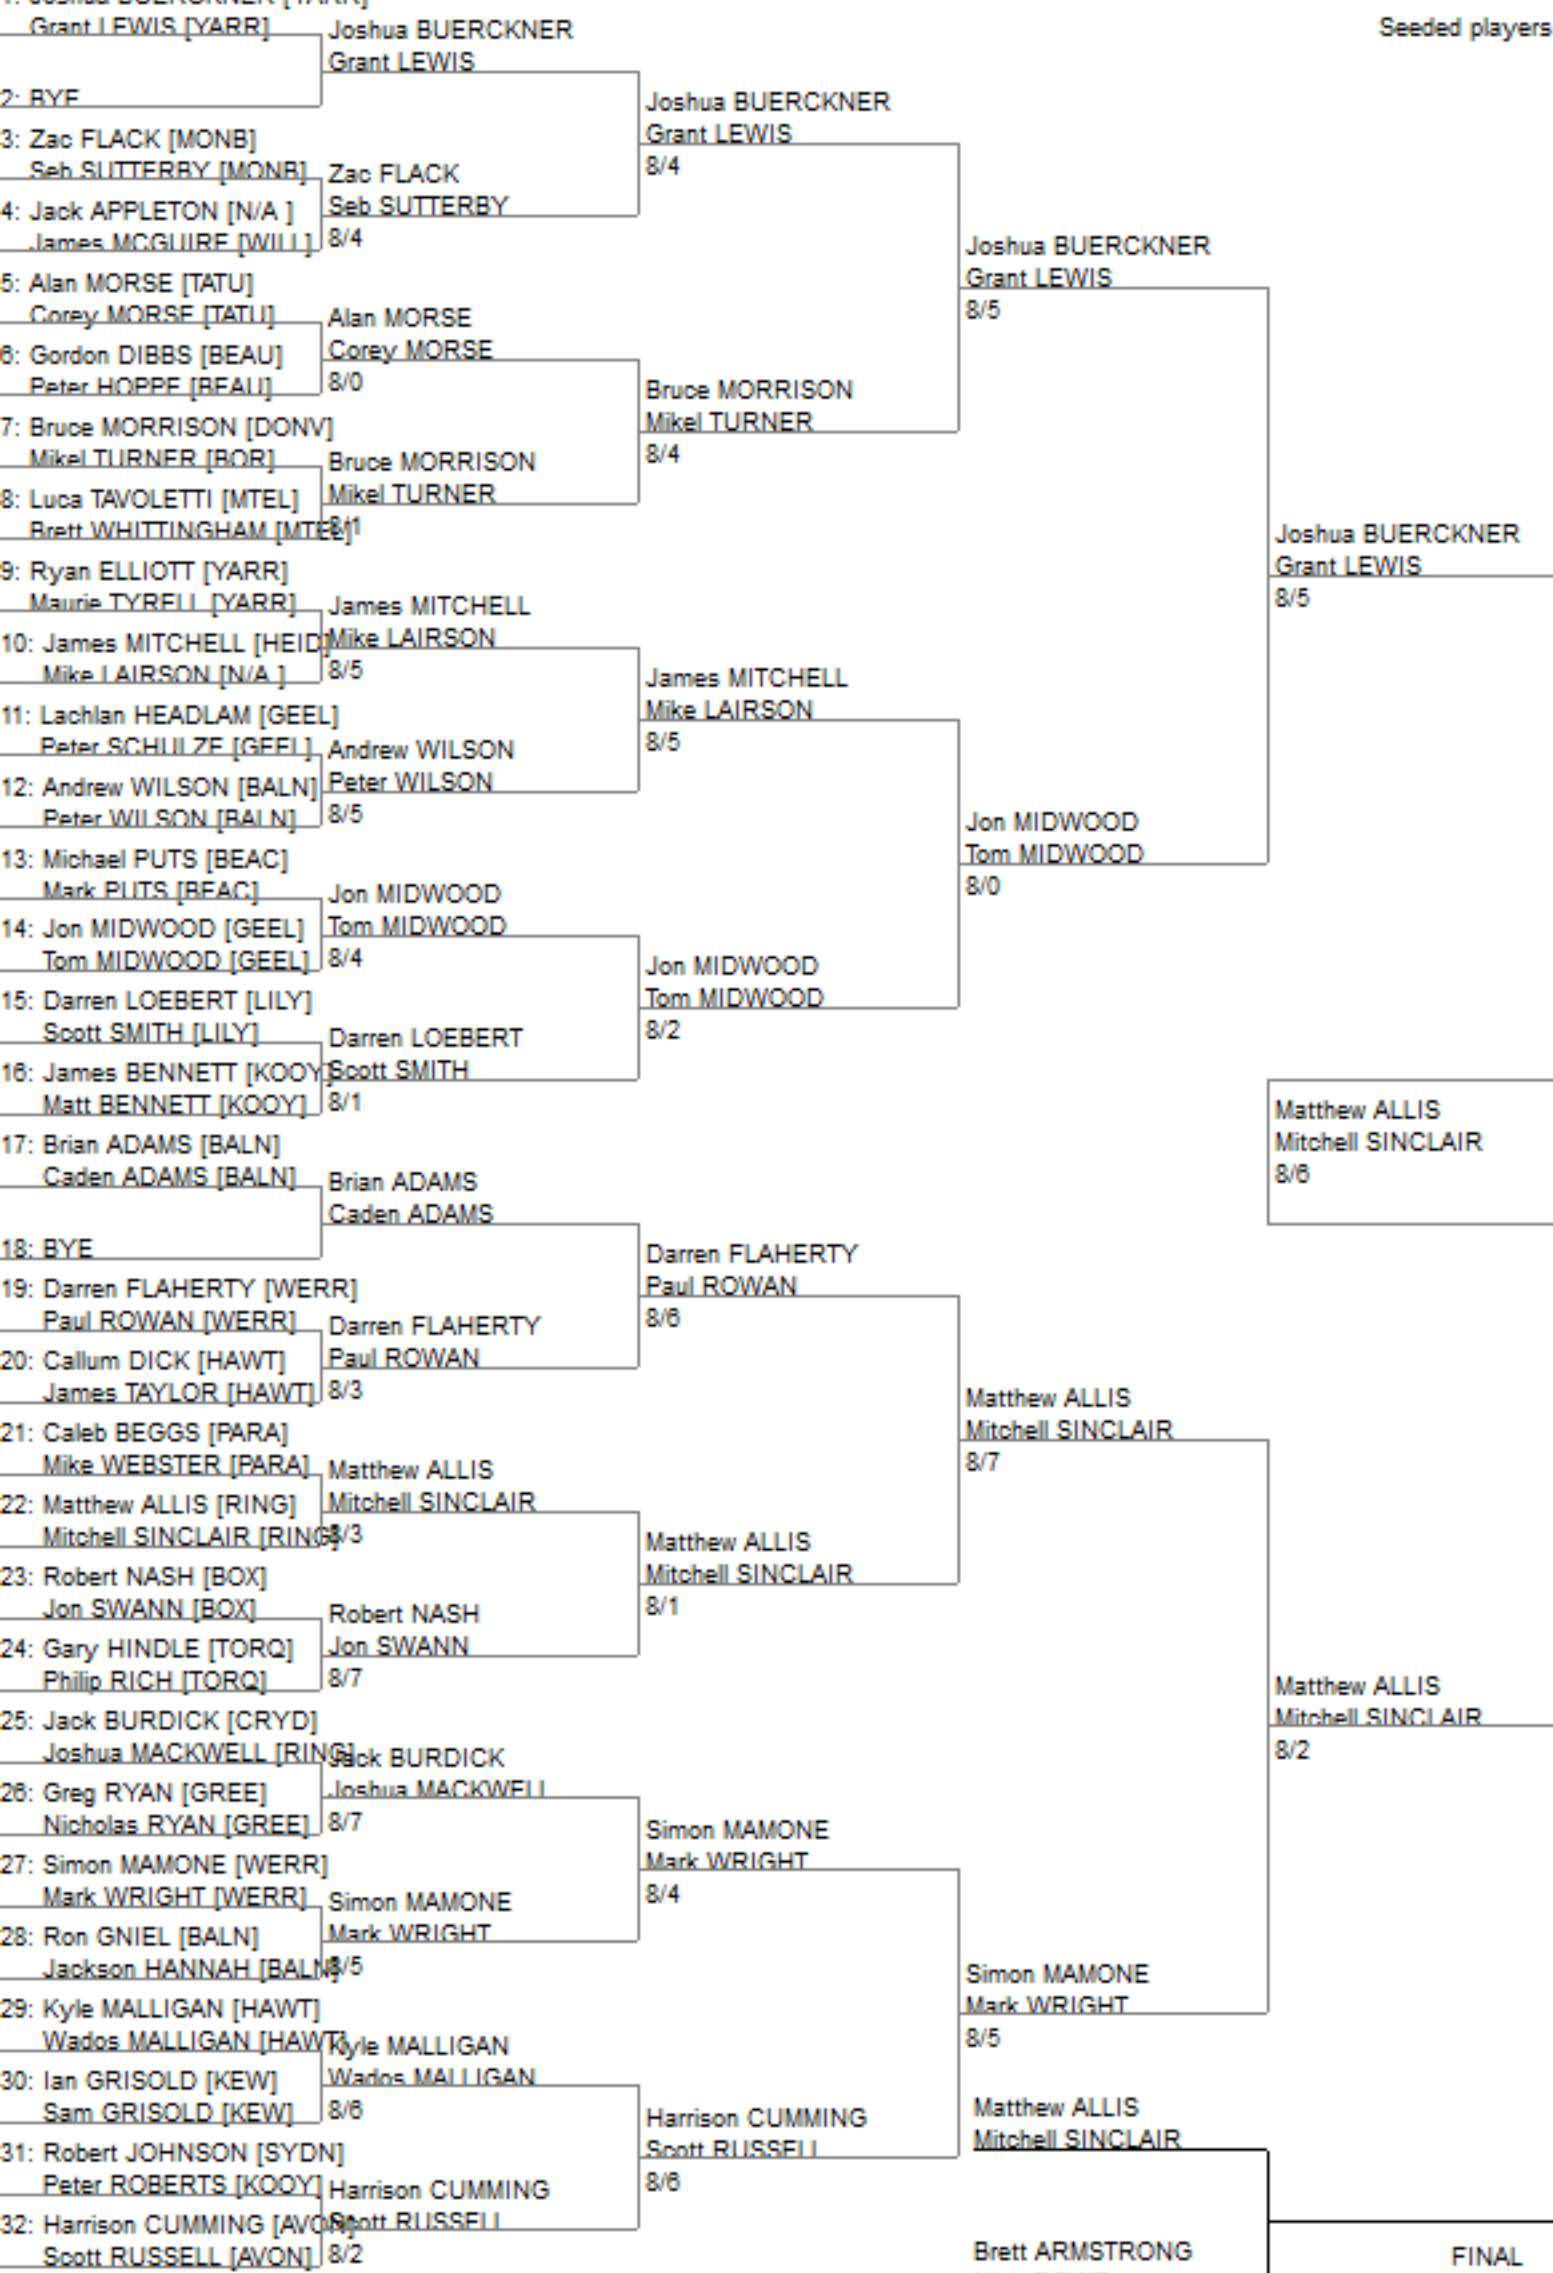 1: Joshua BUERCKNER [YARR]
Grant LEWIS [YARR]
2: BYE
3: Zac FLACK [MONB]
Seb SUTTERBY [MONB]
4: Jack APPLETON [N/A ]
James MCGUIRE [WILL]
5: Alan MORSE [TATU]
Corey MORSE [TATU]
6: Gordon DIBBS [BEAU]
Peter HOPPE [BEAU]
7: Bruce MORRISON [DONV]
Mikel TURNER [BOR]
8: Luca TAVOLETTI [MTEL]
Brett WHITTINGHAM [MTEL]
9: Ryan ELLIOTT [YARR]
Maurie TYRELL [YARR]
10: James MITCHELL [HEID]
Mike LAIRSON [N/A ]
11: Lachlan HEADLAM [GEEL]
Peter SCHULZE [GEEL]
12: Andrew WILSON [BALN]
Peter WILSON [BALN]
13: Michael PUTS [BEAC]
Mark PUTS [BEAC]
14: Jon MIDWOOD [GEEL]
Tom MIDWOOD [GEEL]
15: Darren LOEBERT [LILY]
Scott SMITH [LILY]
16: James BENNETT [KOOY]
Matt BENNETT [KOOY]
17: Brian ADAMS [BALN]
Caden ADAMS [BALN]
18: BYE
19: Darren FLAHERTY [WERR]
Paul ROWAN [WERR]
20: Callum DICK [HAWT]
James TAYLOR [HAWT]
21: Caleb BEGGS [PARA]
Mike WEBSTER [PARA]
22: Matthew ALLIS [RING]
Mitchell SINCLAIR [RING]
23: Robert NASH [BOX]
Jon SWANN [BOX]
24: Gary HINDLE [TORQ]
Philip RICH [TORQ]
25: Jack BURDICK [CRYD]
Joshua MACKWELL [RING]
26: Greg RYAN [GREE]
Nicholas RYAN [GREE]
27: Simon MAMONE [WERR]
Mark WRIGHT [WERR]
28: Ron GNIEL [BALN]
Jackson HANNAH [BALN]
29: Kyle MALLIGAN [HAWT]
Wados MALLIGAN [HAWT]
30: Ian GRISOLD [KEW]
Sam GRISOLD [KEW]
31: Robert JOHNSON [SYDN]
Peter ROBERTS [KOOY]
32: Harrison CUMMING [AVON]
Scott RUSSELL [AVON]
Joshua BUERCKNER
Grant LEWIS
Zac FLACK
Seb SUTTERBY
8/4
Alan MORSE
Corey MORSE
8/0
Bruce MORRISON
Mikel TURNER
8/1
James MITCHELL
Mike LAIRSON
8/5
Andrew WILSON
Peter WILSON
8/5
Jon MIDWOOD
Tom MIDWOOD
8/4
Darren LOEBERT
Scott SMITH
8/1
Brian ADAMS
Caden ADAMS
Darren FLAHERTY
Paul ROWAN
8/3
Matthew ALLIS
Mitchell SINCLAIR
8/3
Robert NASH
Jon SWANN
8/7
Jack BURDICK
Joshua MACKWELL
8/7
Simon MAMONE
Mark WRIGHT
8/5
Kyle MALLIGAN
Wados MALLIGAN
8/6
Harrison CUMMING
Scott RUSSELL
8/2
Joshua BUERCKNER
Grant LEWIS
8/4
Bruce MORRISON
Mikel TURNER
8/4
James MITCHELL
Mike LAIRSON
8/5
Jon MIDWOOD
Tom MIDWOOD
8/2
Darren FLAHERTY
Paul ROWAN
8/6
Matthew ALLIS
Mitchell SINCLAIR
8/1
Simon MAMONE
Mark WRIGHT
8/4
Harrison CUMMING
Scott RUSSELL
8/6
Joshua BUERCKNER
Grant LEWIS
8/5
Jon MIDWOOD
Tom MIDWOOD
8/0
Matthew ALLIS
Mitchell SINCLAIR
8/7
Simon MAMONE
Mark WRIGHT
8/5
Matthew ALLIS
Mitchell SINCLAIR
Brett ARMSTRONG
Seeded players
Joshua BUERCKNER
Grant LEWIS
8/5
Matthew ALLIS
Mitchell SINCLAIR
8/6
Matthew ALLIS
Mitchell SINCLAIR
8/2
FINAL